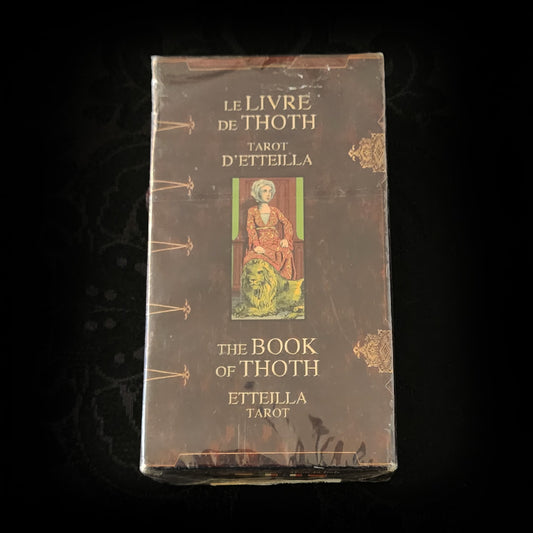 LE LIVRE
DE THOTH
TAROT
D'ETTEILLA
THE BOOK
OF THOTH
ETTEILLA
TAROT